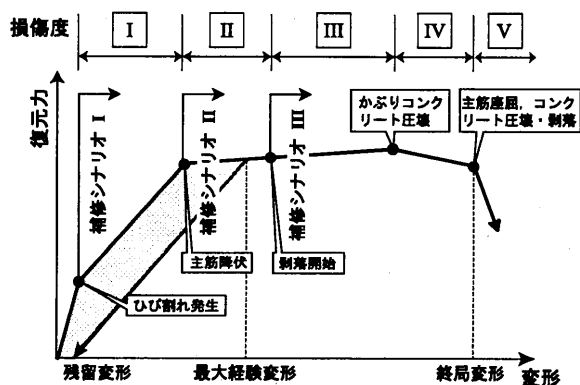 損傷度
I
II
III
IV
V
復元力
補修シナリオ I
補修シナリオ II
補修シナリオ III
かぶりコンク
リート圧壊
主筋座屈，コンク
リート圧壊・剥落
主筋降伏
剥落開始
ひび割れ発生
残留変形
最大経験変形
終局変形
変形